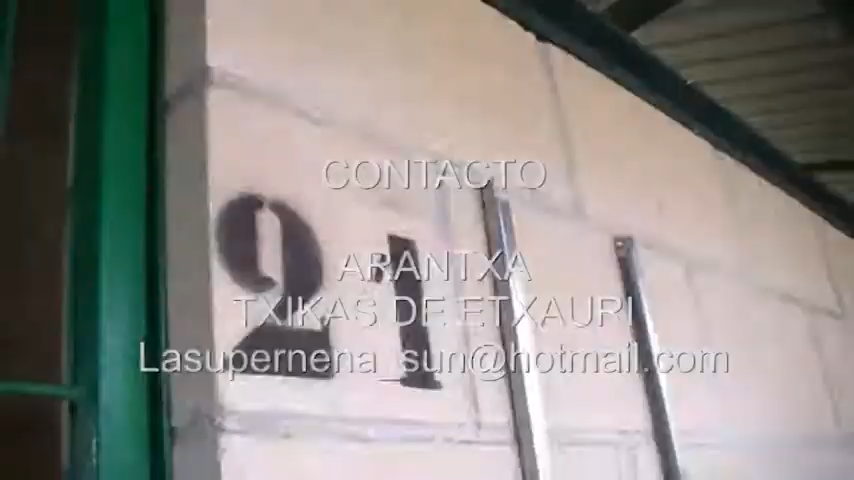 CONTACTO
ARANTXA
TXIKAS DE ETXAURI
Lasupernena_sun@hotmail.com
21